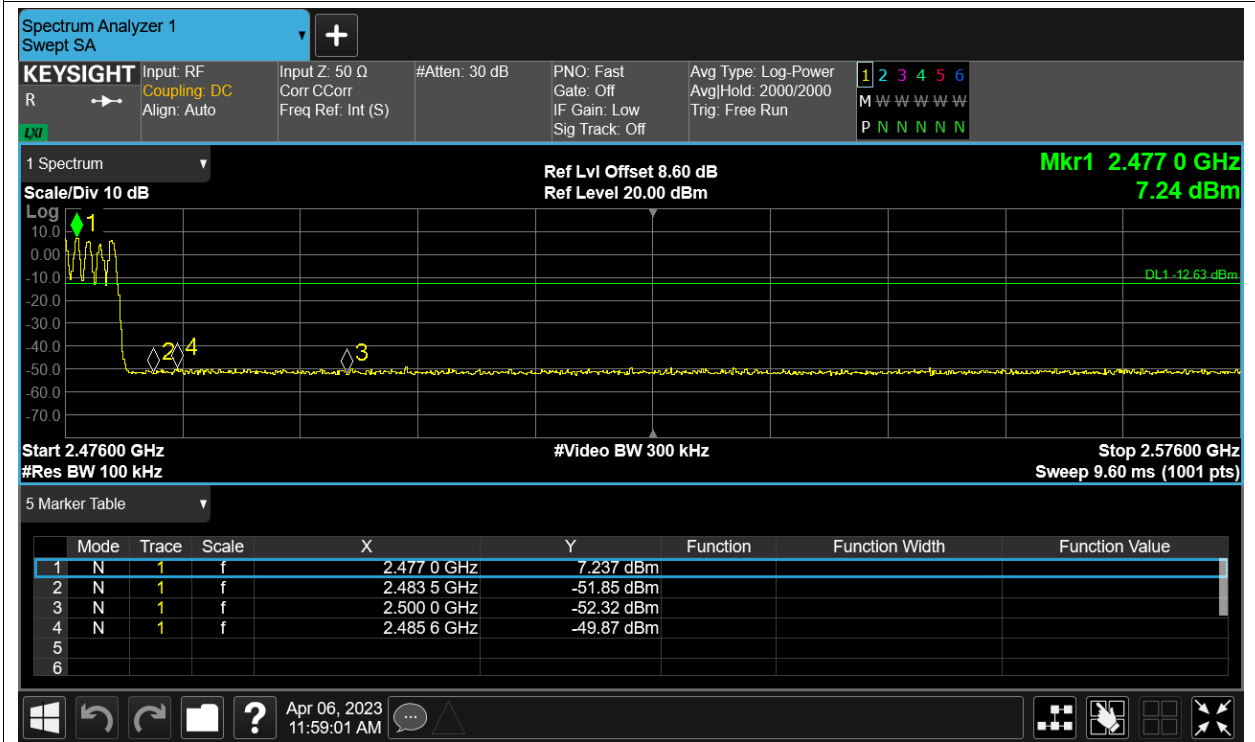 Spectrum Analyzer 1
Swept SA
KEYSIGHT Input: RF Input Z: 50 Ω #Atten: 30 dB PNO: Fast Avg Type: Log-Power 1 2 3 4 5 6
R Coupling: DC Corr CCorr Gate: Off Avg|Hold: 2000/2000 M W W W W W W
Align: Auto Freq Ref: Int (S) IF Gain: Low Trig: Free Run
LXI Sig Track: Off P N N N N N N
1 Spectrum Ref Lvl Offset 8.60 dB Mkr1 2.477 0 GHz
Scale/Div 10 dB Ref Level 20.00 dBm 7.24 dBm
Log
1
10.0
0.00
-10.0 DL1 -12.63 dBm
-20.0
-30.0
-40.0 2 4 3
-50.0
-60.0
-70.0
Start 2.47600 GHz #Video BW 300 kHz Stop 2.57600 GHz
#Res BW 100 kHz Sweep 9.60 ms (1001 pts)
5 Marker Table
Mode Trace Scale X Y Function Function Width Function Value
1 N 1 f 2.477 0 GHz 7.237 dBm
2 N 1 f 2.483 5 GHz -51.85 dBm
3 N 1 f 2.500 0 GHz -52.32 dBm
4 N 1 f 2.485 6 GHz -49.87 dBm
5
6
? Apr 06, 2023
11:59:01 AM